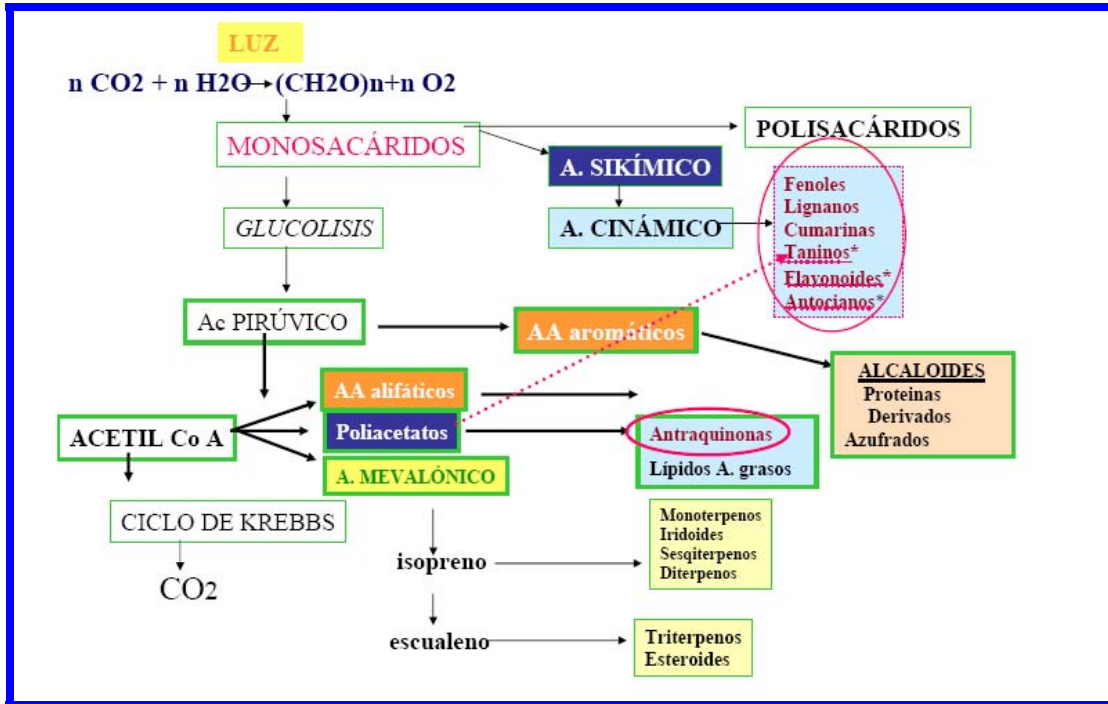 LUZ
n CO2 + n H2O→(CH2O)n+n O2
MONOSACÁRIDOS
POLISACÁRIDOS
A. SIKÍMICO
Fenoles
Lignanos
Cumarinas
Taninos*
Flavonoides*
Antocianos*
GLUCOLISIS
A. CINÁMICO
Ac PIRÚVICO
AA aromáticos
ALCALOIDES
Proteinas
Derivados
Azufrados
AA alifáticos
ACETIL Co A
Poliacetatos
Antraquinonas
Lípidos A. grasos
A. MEVALÓNICO
CICLO DE KREBBS
CO2
isopreno
Monoterpenos
Iridoides
Sesqiterpenos
Diterpenos
escualeno
Triterpenos
Esteroides